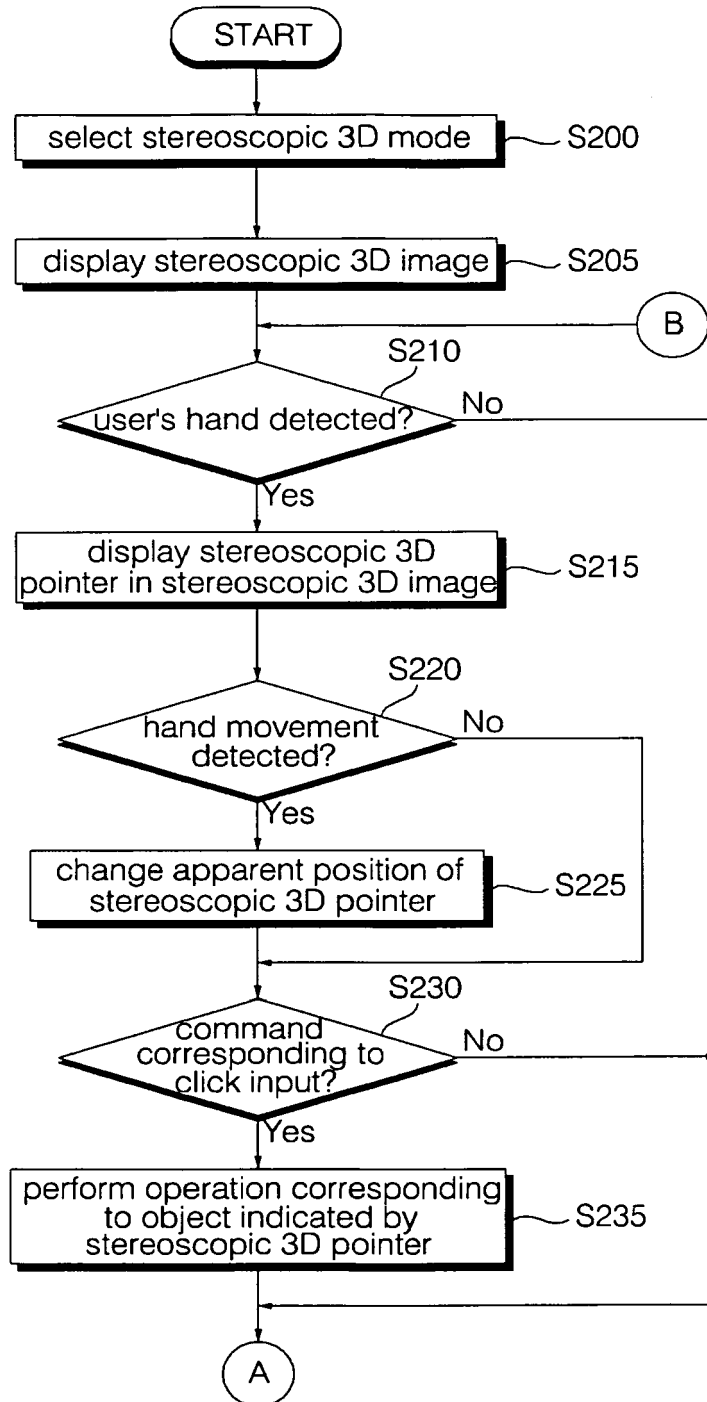 START
select stereoscopic 3D mode
S200
display stereoscopic 3D image
S205
B
S210
user's hand detected?
No
Yes
display stereoscopic 3D
pointer in stereoscopic 3D image
S215
S220
hand movement
detected?
No
Yes
change apparent position of
stereoscopic 3D pointer
S225
S230
command
corresponding to
click input?
No
Yes
perform operation corresponding
to object indicated by
stereoscopic 3D pointer
S235
A